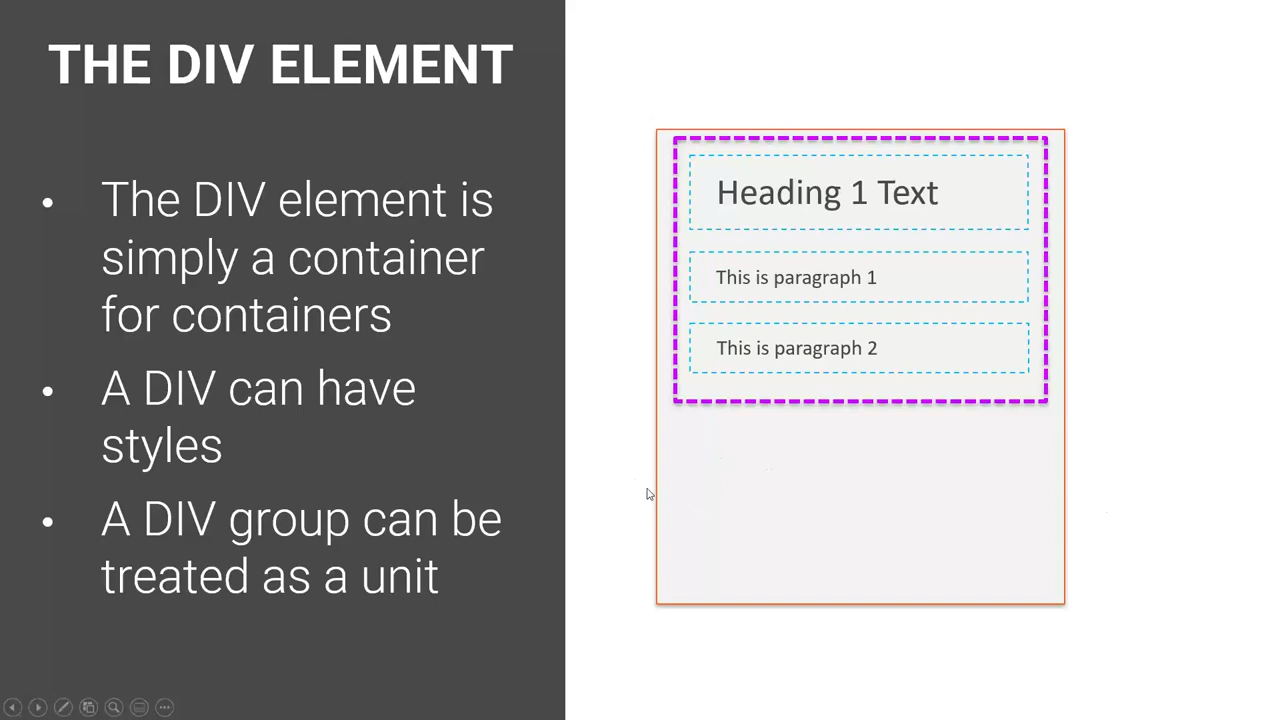 THE DIV ELEMENT
• The DIV element is
simply a container
for containers
• A DIV can have
styles
• A DIV group can be
treated as a unit
Heading 1 Text
This is paragraph 1
This is paragraph 2